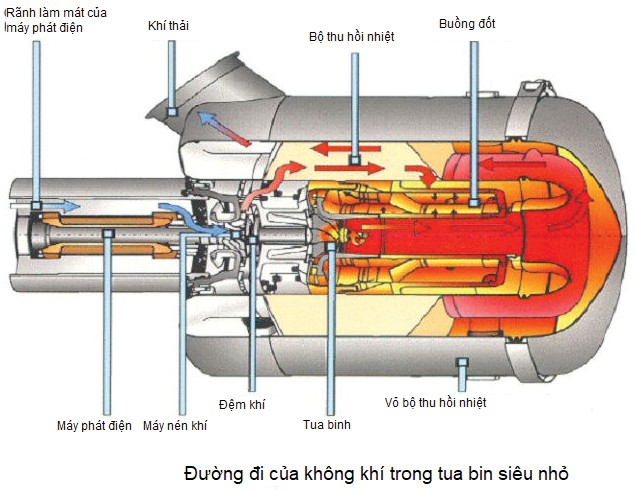 Rãnh làm mát của
máy phát điện
Khí thải
Bộ thu hồi nhiệt
Buồng đốt
Máy phát điện
Máy nén khí
Đệm khí
Tua binh
Võ bộ thu hồi nhiệt
Đường đi của không khí trong tua bin siêu nhỏ